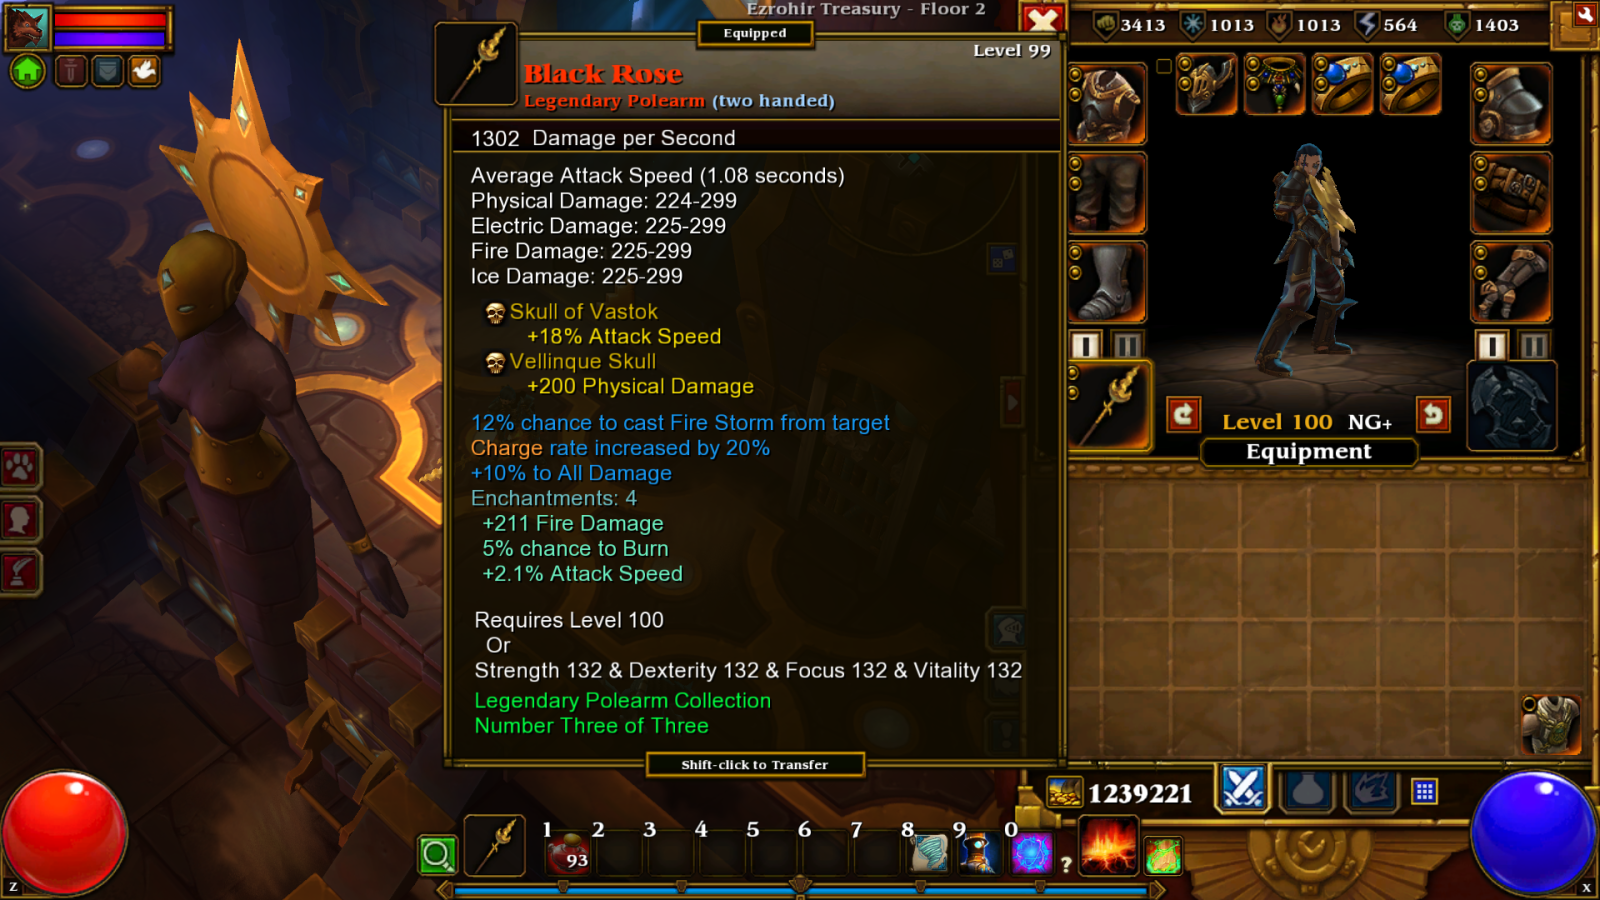 Ezrohir Treasury - Floor 2
3413 1013 1013 564 1403
Equipped
Level 99
Black Rose
Legendary Polearm (two handed)
1302 Damage per Second
Average Attack Speed (1.08 seconds)
Physical Damage: 224-299
Electric Damage: 225-299
Fire Damage: 225-299
Ice Damage: 225-299
Skull of Vastok
+18% Attack Speed
Vellinque Skull
+200 Physical Damage
12% chance to cast Fire Storm from target
Charge rate increased by 20%
+10% to All Damage
Enchantments: 4
+211 Fire Damage
5% chance to Burn
+2.1% Attack Speed
Requires Level 100
Or
Strength 132 & Dexterity 132 & Focus 132 & Vitality 132
Legendary Polearm Collection
Number Three of Three
Shift-click to Transfer
I II
I II
Level 100 NG+
Equipment
1239221
1 2 3 4 5 6 7 8 9 0
93
?
Z
X